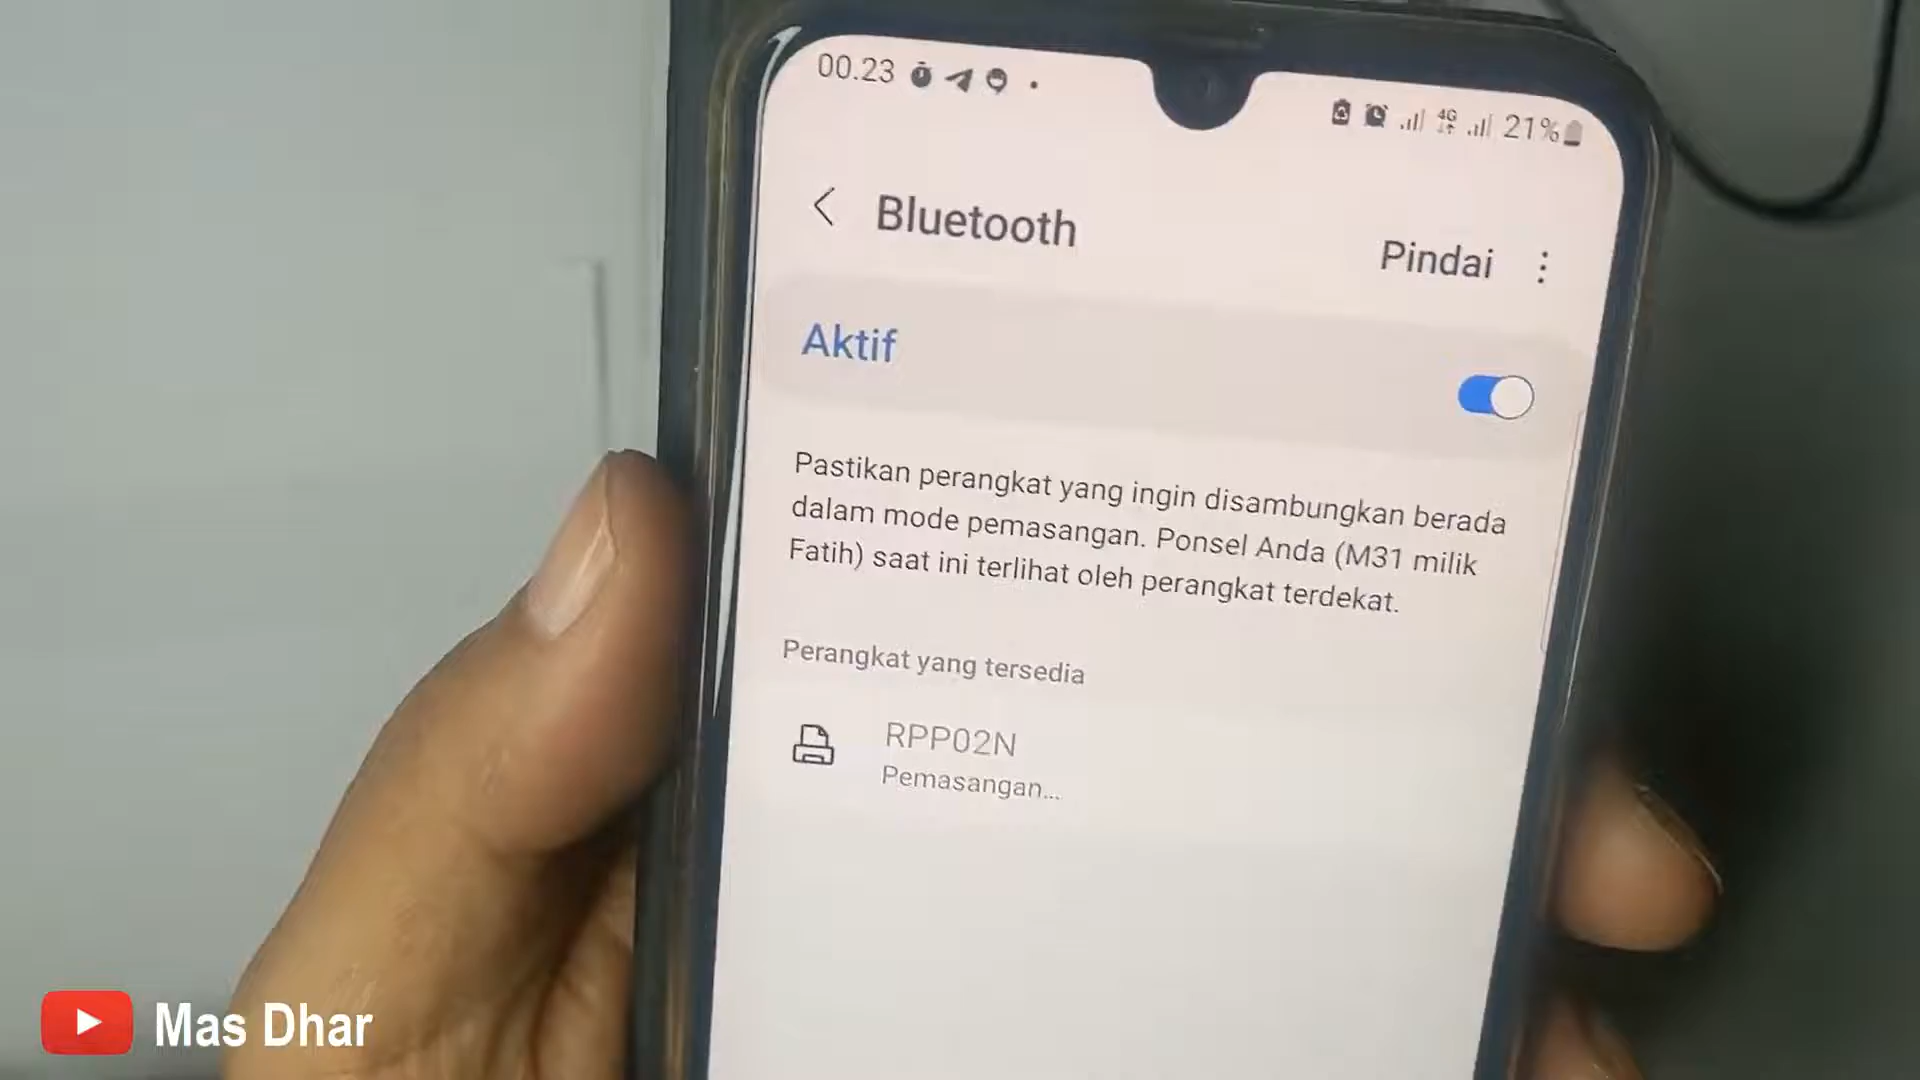 00.23
4G
21%
Bluetooth
Pindai
Aktif
Pastikan perangkat yang ingin disambungkan berada
dalam mode pemasangan. Ponsel Anda (M31 milik
Fatih) saat ini terlihat oleh perangkat terdekat.
Perangkat yang tersedia
RPP02N
Pemasangan...
Mas Dhar